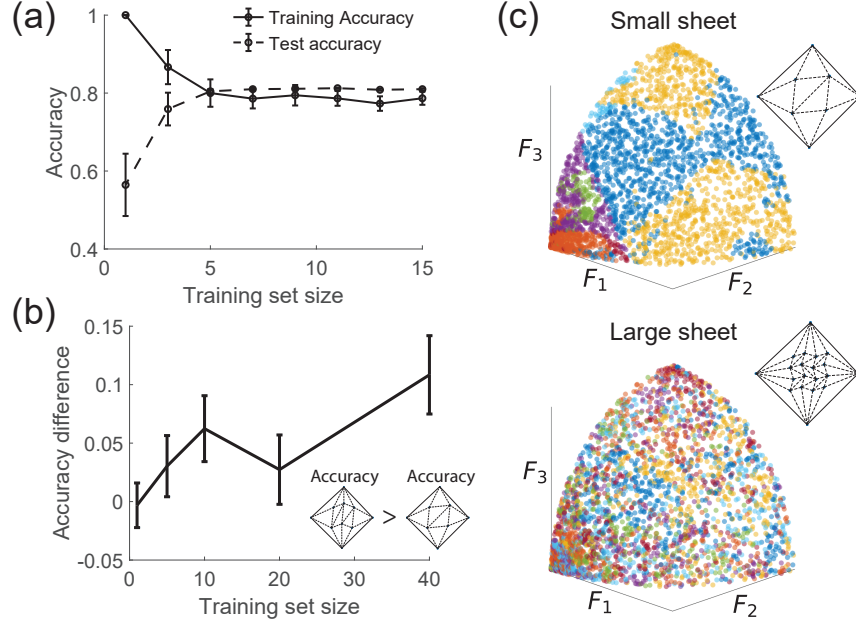 (a)
Training Accuracy
Test accuracy
1
0.8
0.6
0.4
Accuracy
0
5
10
15
Training set size
(b)
0.15
0.1
0.05
0
-0.05
Accuracy difference
Accuracy
Accuracy
>
0
10
20
30
40
Training set size
(c)
Small sheet
F3
F1
F2
Large sheet
F3
F1
F2